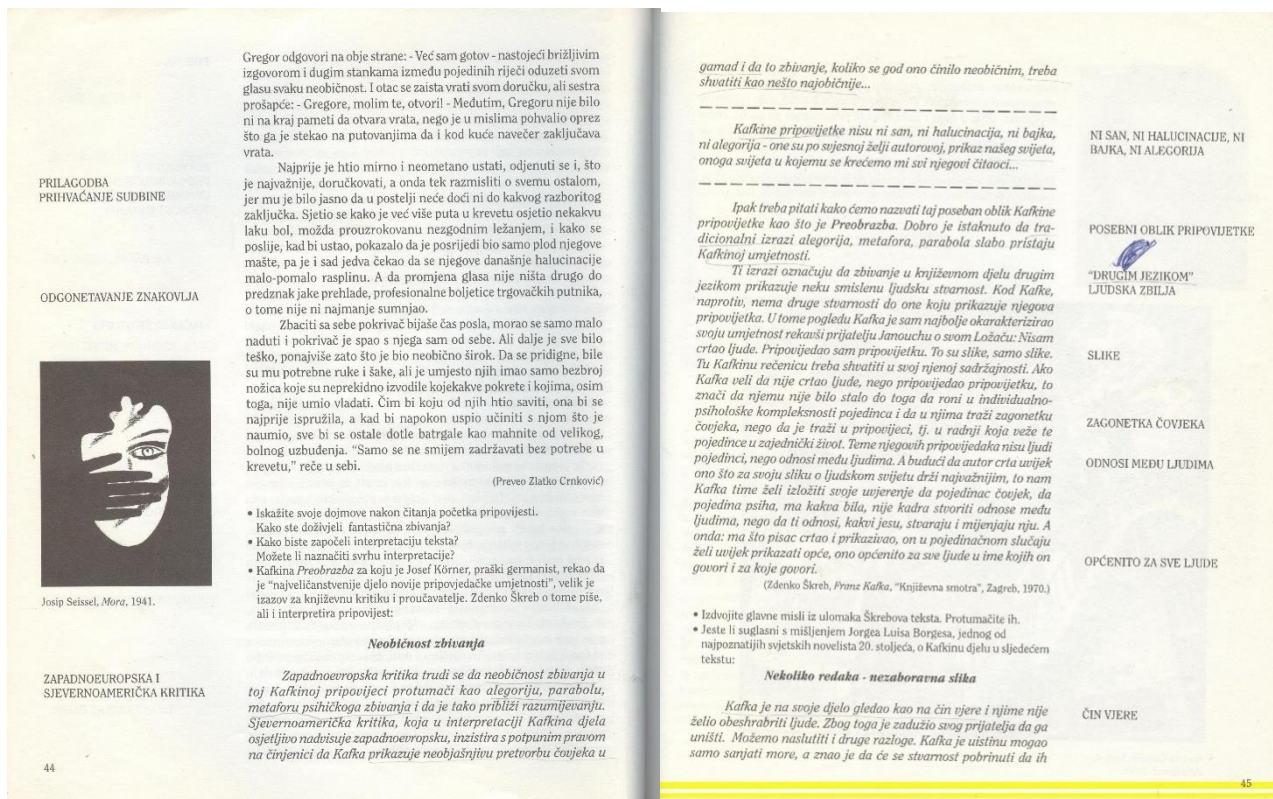 Gregor odgovori na obje strane: - Već sam gotov - nastojeći brižljivim
izgovorom i dugim stankama između pojedinih riječi oduzeti svom
glasu svaku neobičnost. I otac se zaista vrati svom doručku, ali sestra
prošapće: - Gregore, molim te, otvori! - Međutim, Gregoru nije bilo
ni na kraj pameti da otvara vrata, nego je u mislima pohvalio oprez
što ga je stekao na putovanjima da i kod kuće navečer zaključava
vrata.
Najprije je htio mirno i neometano ustati, odjenuti se i, što
je najvažnije, doručkovati, a onda tek razmisliti o svemu ostalom,
jer mu je bilo jasno da u postelji neće doći ni do kakvog razboritog
zaključka. Sjetio se kako je već više puta u krevetu osjetio nekakvu
laku bol, možda prouzrokovanu nezgodnim ležanjem, i kako se
poslije, kad bi ustao, pokazalo da je posrijedi bio samo plod njegove
mašte, pa je i sad jedva čekao da se njegove današnje halucinacije
malo-pomalo rasplinu. A da promjena glasa nije ništa drugo do
predznak jake prehlade, profesionalne boljetice trgovačkih putnika,
o tome nije ni najmanje sumnjao.
Zbaciti sa sebe pokrivač bijaše čas posla, morao se samo malo
naduti i pokrivač je spao s njega sam od sebe. Ali dalje je sve bilo
teško, ponajviše zato što je bio neobično širok. Da se pridigne, bile
su mu potrebne ruke i šake, ali je umjesto njih imao samo bezbroj
nožica koje su neprekidno izvodile kojekakve pokrete i kojima, osim
toga, nije umio vladati. Čim bi koju od njih htio saviti, ona bi se
najprije ispružila, a kad bi napokon uspio učiniti s njom što je
naumio, sve bi se ostale dotle batrgale kao mahnite od velikog,
bolnog uzbuđenja. “Samo se ne smijem zadržavati bez potrebe u
krevetu,” reče u sebi.
(Preveo Zlatko Crnković)
• Iskažite svoje dojmove nakon čitanja početka pripovijesti.
Kako ste doživjeli fantastična zbivanja?
• Kako biste započeli interpretaciju teksta?
Možete li naznačiti svrhu interpretacije?
• Kafkina Preobrazba za koju je Josef Körner, praški germanist, rekao da
je “najveličanstvenije djelo novije pripovjedačke umjetnosti”, velik je
izazov za književnu kritiku i proučavatelje. Zdenko Škreb o tome piše,
ali i interpretira pripovijest:
Neobičnost zbivanja
Zapadnoevropska kritika trudi se da neobičnost zbivanja u
toj Kafkinoj pripovijeci protumači kao alegoriju, parabolu,
metaforu psihičkoga zbivanja i da je tako približi razumijevanju.
Sjevernoamerička kritika, koja u interpretaciji Kafkina djela
osjetljivo nadvisuje zapadnoevropsku, inzistira s potpunim pravom
na činjenici da Kafka prikazuje neobjašnjivu pretvorbu čovjeka u
PRILAGODBA
PRIHVAĆANJE SUDBINE
ODGONETAVANJE ZNAKOVLJA
Josip Seissel, Mora, 1941.
ZAPADNOEUROPSKA I
SJEVERNOAMERIČKA KRITIKA
44
gamad i da to zbivanje, koliko se god ono činilo neobičnim, treba
shvatiti kao nešto najobičnije...
Kafkine pripovijetke nisu ni san, ni halucinacija, ni bajka,
ni alegorija - one su po svjesnoj želji autorovoj, prikaz našeg svijeta,
onoga svijeta u kojemu se krećemo mi svi njegovi čitaoci...
Ipak treba pitati kako ćemo nazvati taj poseban oblik Kafkine
pripovijetke kao što je Preobrazba. Dobro je istaknuto da tra-
dicionalni izrazi alegorija, metafora, parabola slabo pristaju
Kafkinoj umjetnosti.
Ti izrazi označuju da zbivanje u književnom djelu drugim
jezikom prikazuje neku smislenu ljudsku stvarnost. Kod Kafke,
naprotiv, nema druge stvarnosti do one koju prikazuje njegova
pripovijetka. U tome pogledu Kafka je sam najbolje okarakterizirao
svoju umjetnost rekavši prijatelju Janouchu o svom Ložaču: Nisam
crtao ljude. Pripovijedao sam pripovijetku. To su slike, samo slike.
Tu Kafkinu rečenicu treba shvatiti u svoj njenoj sadržajnosti. Ako
Kafka veli da nije crtao ljude, nego pripovijedao pripovijetku, to
znači da njemu nije bilo stalo do toga da roni u individualno-
psihološke kompleksnosti pojedinca i da u njima traži zagonetku
čovjeka, nego da je traži u pripovijeci, tj. u radnji koja veže te
pojedince u zajednički život. Teme njegovih pripovijedaka nisu ljudi
pojedinci, nego odnosi među ljudima. A budući da autor crta uvijek
ono što za svoju sliku o ljudskom svijetu drži najvažnijim, to nam
Kafka time želi izložiti svoje uvjerenje da pojedinac čovjek, da
pojedina psiha, ma kakva bila, nije kadra stvoriti odnose među
ljudima, nego da ti odnosi, kakvi jesu, stvaraju i mijenjaju nju. A
onda: ma što pisac crtao i prikazivao, on u pojedinačnom slučaju
želi uvijek prikazati opće, ono općenito za sve ljude u ime kojih on
govori i za koje govori.
(Zdenko Škreb, Franz Kafka, “Književna smotra”, Zagreb, 1970.)
• Izdvojite glavne misli iz ulomaka Škrebova teksta. Protumačite ih.
• Jeste li suglasni s mišljenjem Jorgea Luisa Borgesa, jednog od
najpoznatijih svjetskih novelista 20. stoljeća, o Kafkinu djelu u sljedećem
tekstu:
Nekoliko redaka - nezaboravna slika
Kafka je na svoje djelo gledao kao na čin vjere i njime nije
želio obeshrabriti ljude. Zbog toga je zadužio svog prijatelja da ga
uništi. Možemo naslutiti i druge razloge. Kafka je uistinu mogao
samo sanjati more, a znao je da će se stvarnost pobrinuti da ih
NI SAN, NI HALUCINACIJE, NI
BAJKA, NI ALEGORIJA
POSEBNI OBLIK PRIPOVIJETKE
“DRUGIM JEZIKOM”
LJUDSKA ZBILJA
SLIKE
ZAGONETKA ČOVJEKA
ODNOSI MEĐU LJUDIMA
OPĆENITO ZA SVE LJUDE
ČIN VJERE
45